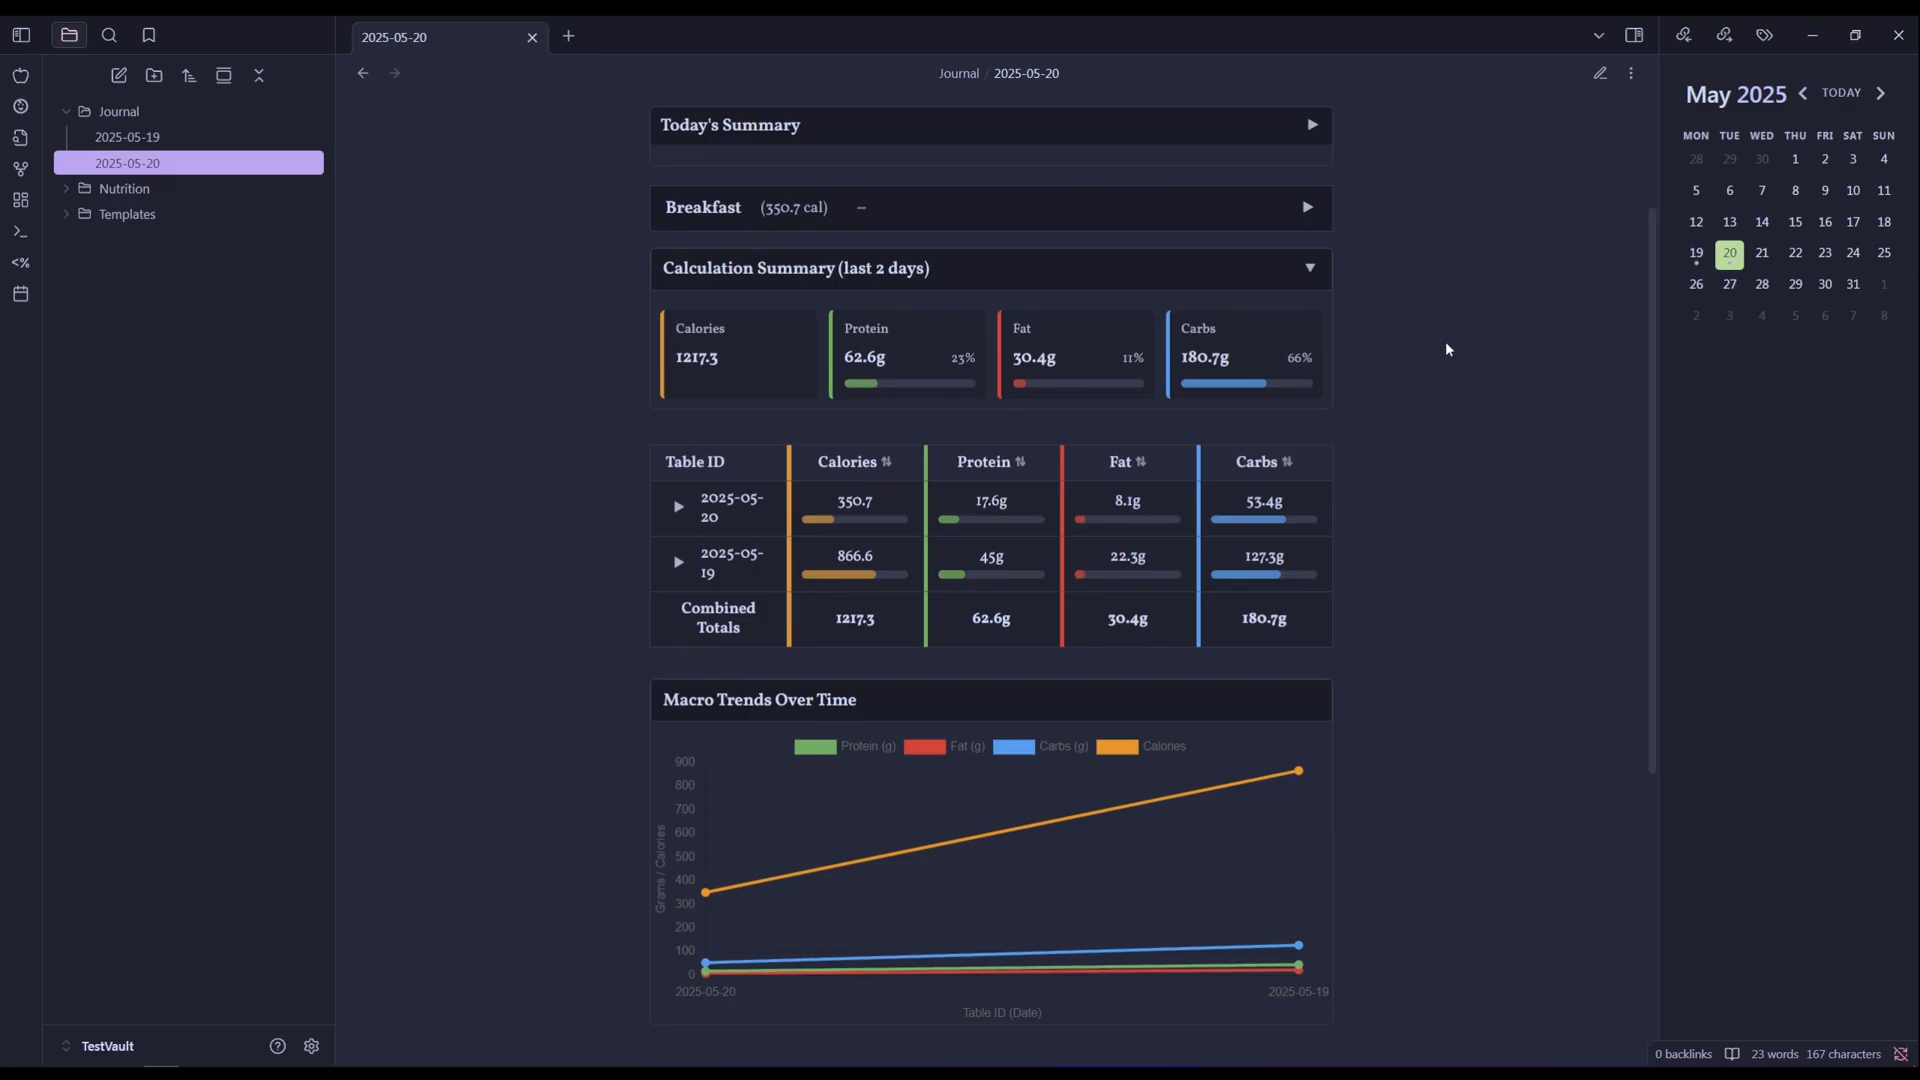 2025-05-20
Journal
2025-05-19
2025-05-20
Nutrition
Templates
<%
TestVault
Journal / 2025-05-20
Today's Summary
Breakfast (350.7 cal) –
Calculation Summary (last 2 days)
Calories
1217.3
Protein
62.6g 23%
Fat
30.4g 11%
Carbs
180.7g 66%
Table ID Calories Protein Fat Carbs
2025-05-
20
350.7 17.6g 8.1g 53.4g
2025-05-
19
866.6 45g 22.3g 127.3g
Combined
Totals
1217.3 62.6g 30.4g 180.7g
Macro Trends Over Time
Protein (g) Fat (g) Carbs (g) Calories
900
800
700
600
500
400
300
200
100
0
Grams / Calories
2025-05-20 2025-05-19
Table ID (Date)
May 2025 TODAY
MON TUE WED THU FRI SAT SUN
28 29 30 1 2 3 4
5 6 7 8 9 10 11
12 13 14 15 16 17 18
19 20 21 22 23 24 25
26 27 28 29 30 31 1
2 3 4 5 6 7 8
0 backlinks 23 words 167 characters